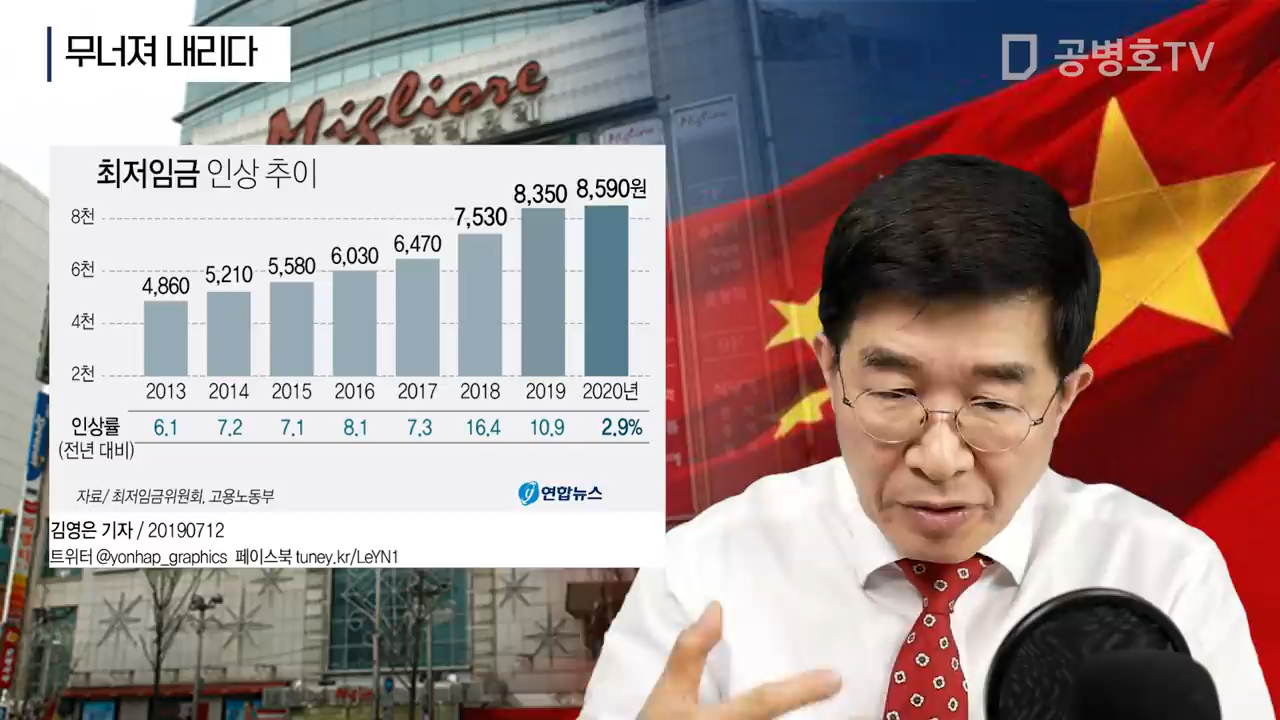 무너져 내리다
공병호TV
Migliore
최저임금 인상 추이
8천
6천
4천
2천
4,860
5,210
5,580
6,030
6,470
7,530
8,350
8,590원
2013 2014 2015 2016 2017 2018 2019 2020년
인상률 6.1 7.2 7.1 8.1 7.3 16.4 10.9 2.9%
(전년 대비)
자료/ 최저임금위원회, 고용노동부
연합뉴스
김영은 기자 / 20190712
트위터 @yonhap_graphics 페이스북 tuney.kr/LeYN1